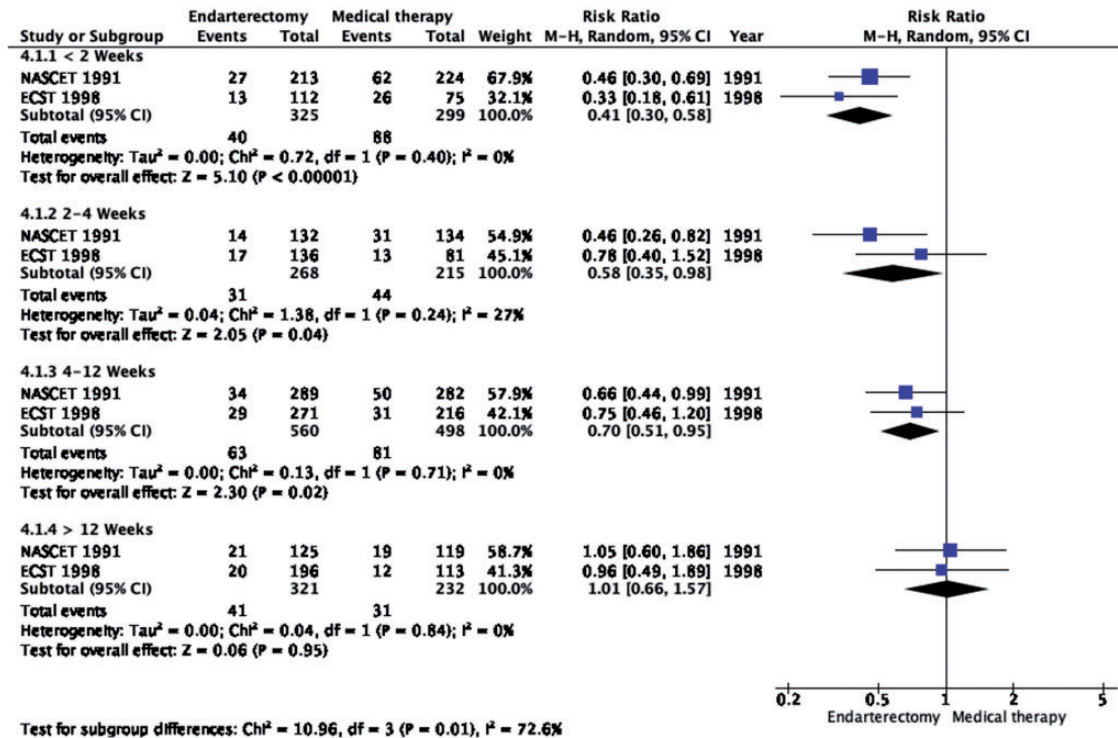 Endarterectomy Medical therapy Risk Ratio Risk Ratio
Study or Subgroup Events Total Events Total Weight M-H, Random, 95% CI Year M-H, Random, 95% CI
4.1.1 < 2 Weeks
NASCET 1991 27 213 62 224 67.9% 0.46 [0.30, 0.69] 1991
ECST 1998 13 112 26 75 32.1% 0.33 [0.18, 0.61] 1998
Subtotal (95% CI) 325 299 100.0% 0.41 [0.30, 0.58]
Total events 40 88
Heterogeneity: Tau² = 0.00; Chi² = 0.72, df = 1 (P = 0.40); I² = 0%
Test for overall effect: Z = 5.10 (P < 0.00001)
4.1.2 2-4 Weeks
NASCET 1991 14 132 31 134 54.9% 0.46 [0.26, 0.82] 1991
ECST 1998 17 136 13 81 45.1% 0.78 [0.40, 1.52] 1998
Subtotal (95% CI) 268 215 100.0% 0.58 [0.35, 0.98]
Total events 31 44
Heterogeneity: Tau² = 0.04; Chi² = 1.38, df = 1 (P = 0.24); I² = 27%
Test for overall effect: Z = 2.05 (P = 0.04)
4.1.3 4-12 Weeks
NASCET 1991 34 289 50 282 57.9% 0.66 [0.44, 0.99] 1991
ECST 1998 29 271 31 216 42.1% 0.75 [0.46, 1.20] 1998
Subtotal (95% CI) 560 498 100.0% 0.70 [0.51, 0.95]
Total events 63 81
Heterogeneity: Tau² = 0.00; Chi² = 0.13, df = 1 (P = 0.71); I² = 0%
Test for overall effect: Z = 2.30 (P = 0.02)
4.1.4 > 12 Weeks
NASCET 1991 21 125 19 119 58.7% 1.05 [0.60, 1.86] 1991
ECST 1998 20 196 12 113 41.3% 0.96 [0.49, 1.89] 1998
Subtotal (95% CI) 321 232 100.0% 1.01 [0.66, 1.57]
Total events 41 31
Heterogeneity: Tau² = 0.00; Chi² = 0.04, df = 1 (P = 0.84); I² = 0%
Test for overall effect: Z = 0.06 (P = 0.95)
0.2 0.5 1 2 5
Endarterectomy Medical therapy
Test for subgroup differences: Chi² = 10.96, df = 3 (P = 0.01), I² = 72.6%